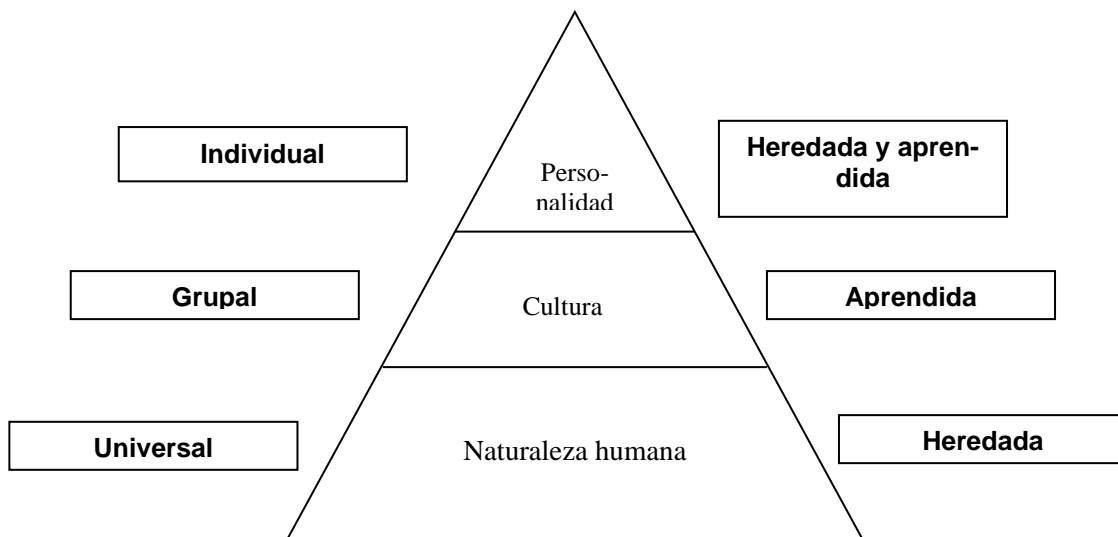 Individual
Perso-
nalidad
Heredada y apren-
dida
Grupal
Cultura
Aprendida
Universal
Naturaleza humana
Heredada